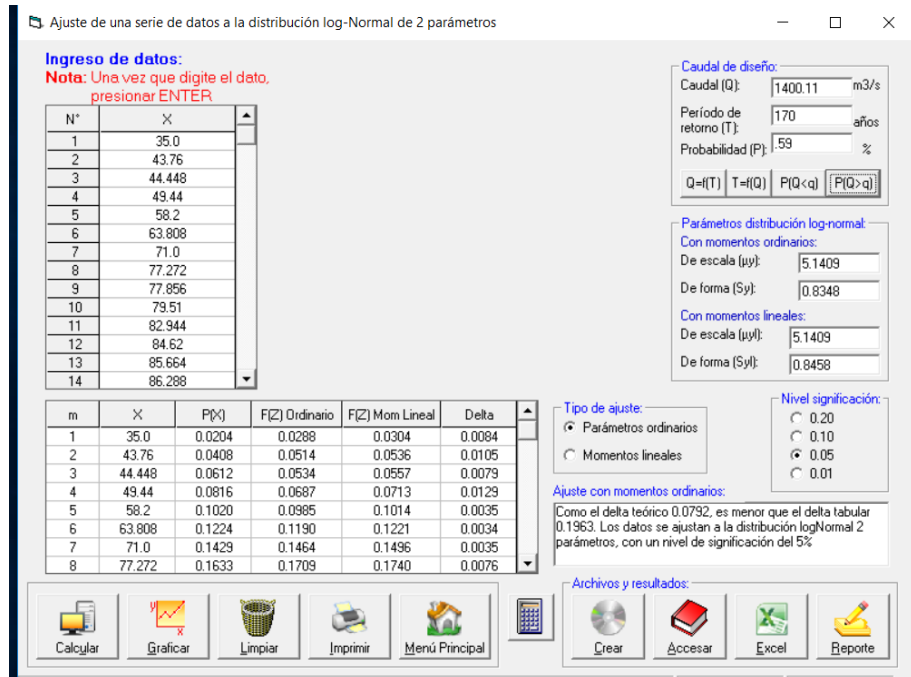 Ajuste de una serie de datos a la distribución log-Normal de 2 parámetros
Ingreso de datos:
Nota: Una vez que digite el dato,
presionar ENTER
N° X
1 35.0
2 43.76
3 44.448
4 49.44
5 58.2
6 63.808
7 71.0
8 77.272
9 77.856
10 79.51
11 82.944
12 84.62
13 85.664
14 86.288
Caudal de diseño:
Caudal (Q): 1400.11 m3/s
Período de
retorno (T): 170 años
Probabilidad (P): .59 %
Q=f(T) T=f(Q) P(Q<q) P(Q>q)
Parámetros distribución log-normal:
Con momentos ordinarios:
De escala (µy): 5.1409
De forma (Sy): 0.8348
Con momentos lineales:
De escala (µyl): 5.1409
De forma (Syl): 0.8458
m X P(X) F(Z) Ordinario F(Z) Mom Lineal Delta
1 35.0 0.0204 0.0288 0.0304 0.0084
2 43.76 0.0408 0.0514 0.0536 0.0105
3 44.448 0.0612 0.0534 0.0557 0.0079
4 49.44 0.0816 0.0687 0.0713 0.0129
5 58.2 0.1020 0.0985 0.1014 0.0035
6 63.808 0.1224 0.1190 0.1221 0.0034
7 71.0 0.1429 0.1464 0.1496 0.0035
8 77.272 0.1633 0.1709 0.1740 0.0076
Tipo de ajuste:
Parámetros ordinarios
Momentos lineales
Nivel significación:
0.20
0.10
0.05
0.01
Ajuste con momentos ordinarios:
Como el delta teórico 0.0792, es menor que el delta tabular
0.1963. Los datos se ajustan a la distribución logNormal 2
parámetros, con un nivel de significación del 5%
Calcular Graficar Limpiar Imprimir Menú Principal
Archivos y resultados:
Crear Accesar Excel Reporte